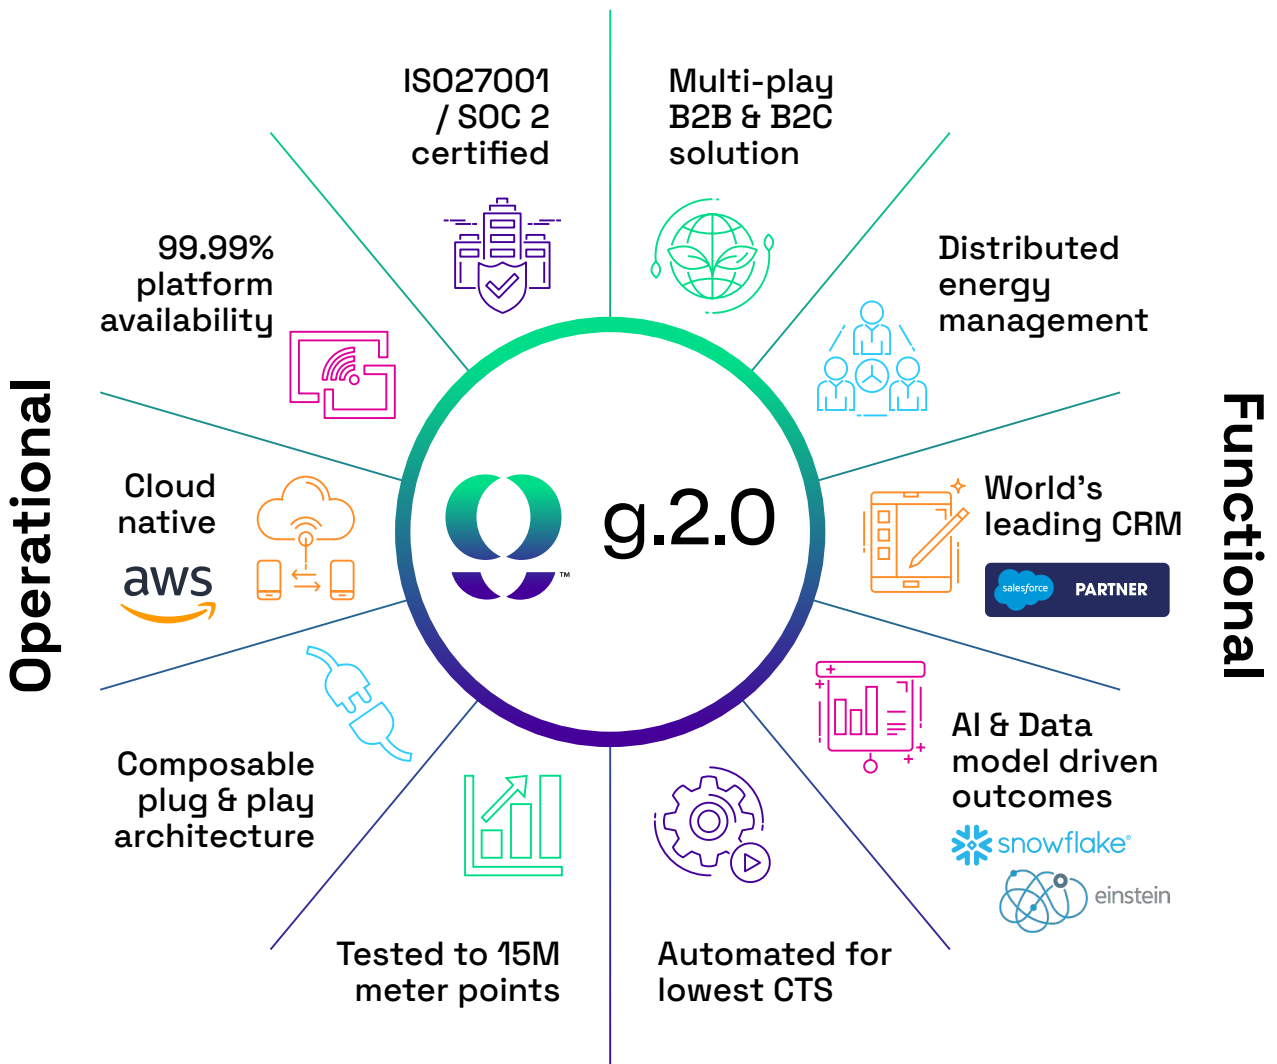 Operational
ISO27001
/ SOC 2
certified
99.99%
platform
availability
Cloud
native
aws
Composable
plug & play
architecture
Tested to 15M
meter points
g.2.0
™
Functional
Multi-play
B2B & B2C
solution
Distributed
energy
management
World's
leading CRM
salesforce PARTNER
AI & Data
model driven
outcomes
snowflake®
einstein
Automated for
lowest CTS